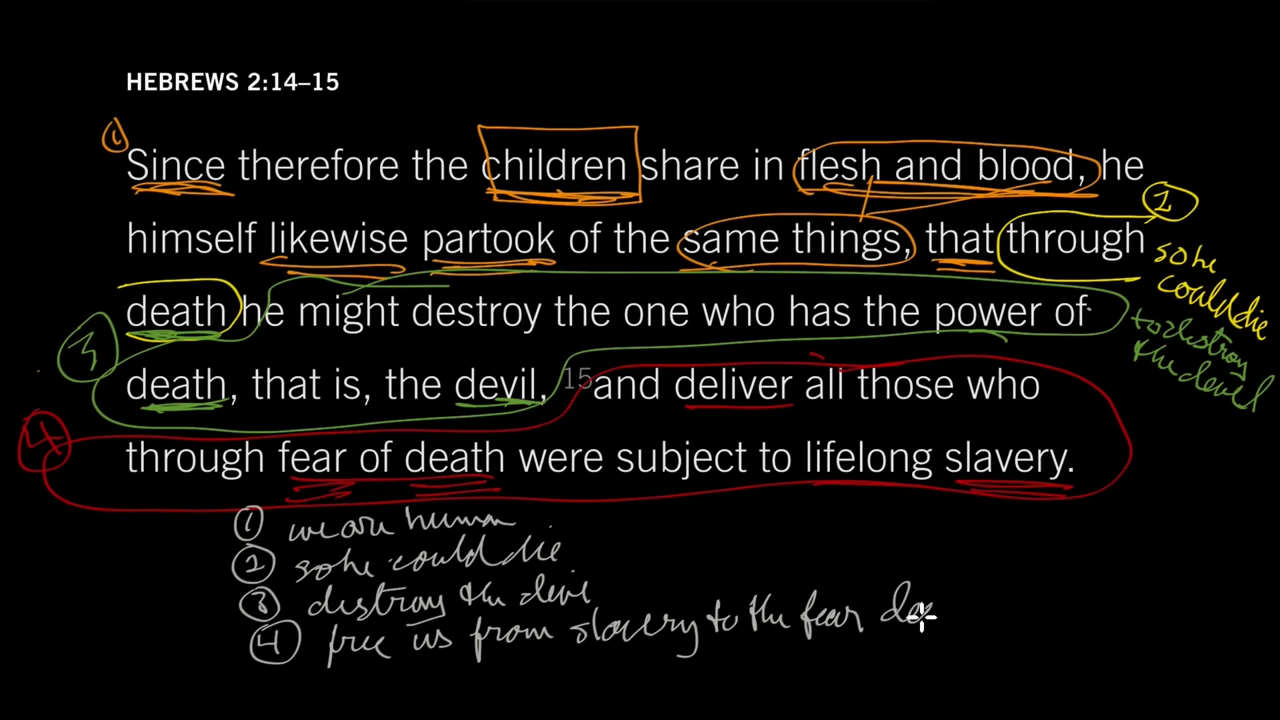 HEBREWS 2:14–15
① Since therefore the children share in flesh and blood, he
2
himself likewise partook of the same things, that through
so he
could die
death he might destroy the one who has the power of
to destroy
the devil
3
death, that is, the devil, 15 and deliver all those who
4
through fear of death were subject to lifelong slavery.
① we are human
② so he could die
③ destroy the devil
④ free us from slavery to the fear